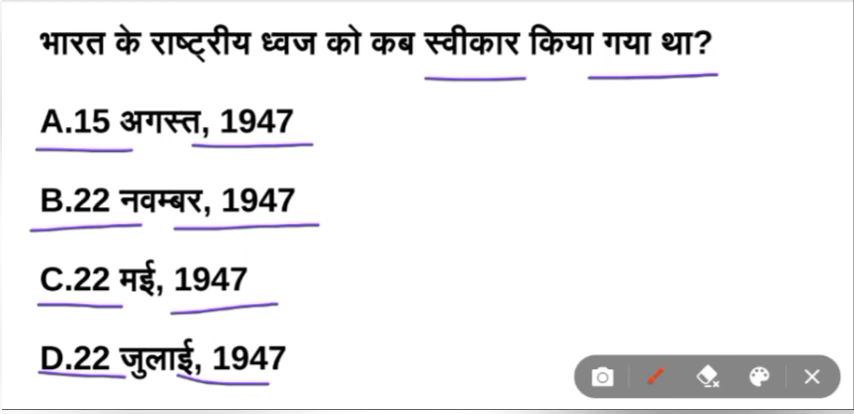 भारत के राष्ट्रीय ध्वज को कब स्वीकार किया गया था?
A.15 अगस्त, 1947
B.22 नवम्बर, 1947
C.22 मई, 1947
D.22 जुलाई, 1947